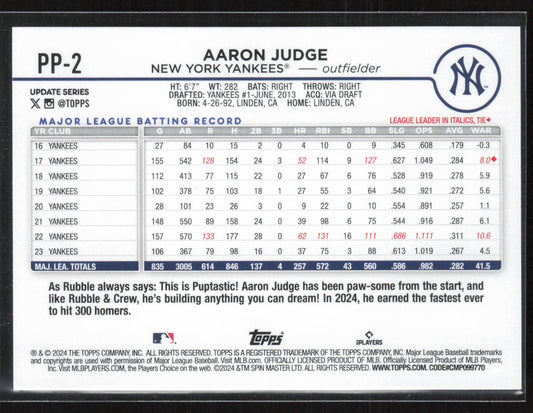 PP-2
AARON JUDGE
NEW YORK YANKEES® — outfielder
UPDATE SERIES
@TOPPS
HT: 6'7" WT: 282 BATS: RIGHT THROWS: RIGHT
DRAFTED: YANKEES #1-JUNE, 2013 ACQ: VIA DRAFT
BORN: 4-26-92, LINDEN, CA HOME: LINDEN, CA
MAJOR LEAGUE BATTING RECORD LEAGUE LEADER IN ITALICS, TIE♦
YR CLUB G AB R H 2B 3B HR RBI SB BB SLG OPS AVG WAR
16 YANKEES 27 84 10 15 2 0 4 10 0 9 .345 .608 .179 -0.3
17 YANKEES 155 542 128 154 24 3 52 114 9 127 .627 1.049 .284 8.0♦
18 YANKEES 112 413 77 115 22 0 27 67 6 76 .528 .919 .278 5.9
19 YANKEES 102 378 75 103 18 1 27 55 3 64 .540 .921 .272 5.6
20 YANKEES 28 101 23 26 3 0 9 22 0 10 .554 .891 .257 1.1
21 YANKEES 148 550 89 158 24 0 39 98 6 75 .544 .916 .287 6.1
22 YANKEES 157 570 133 177 28 0 62 131 16 111 .686 1.111 .311 10.6
23 YANKEES 106 367 79 98 16 0 37 75 3 88 .613 1.019 .267 4.5
MAJ. LEA. TOTALS 835 3005 614 846 137 4 257 572 43 560 .586 .982 .282 41.5
As Rubble always says: This is Puptastic! Aaron Judge has been paw-some from the start, and
like Rubble & Crew, he's building anything you can dream! In 2024, he earned the fastest ever
to hit 300 homers.
topps
PLAYERS
® & © 2024 THE TOPPS COMPANY, INC. ALL RIGHTS RESERVED. TOPPS IS A REGISTERED TRADEMARK OF THE TOPPS COMPANY, INC. Major League Baseball trademarks
and copyrights are used with permission of Major League Baseball. Visit MLB.com. OFFICIALLY LICENSED PRODUCT OF MLB. Officially Licensed Product of MLB Players,
Inc. Visit MLBPLAYERS.com, the Players Choice on the web. ©2024 &TM SPIN MASTER LTD. ALL RIGHTS RESERVED. WWW.TOPPS.COM. CODE#CMP099770